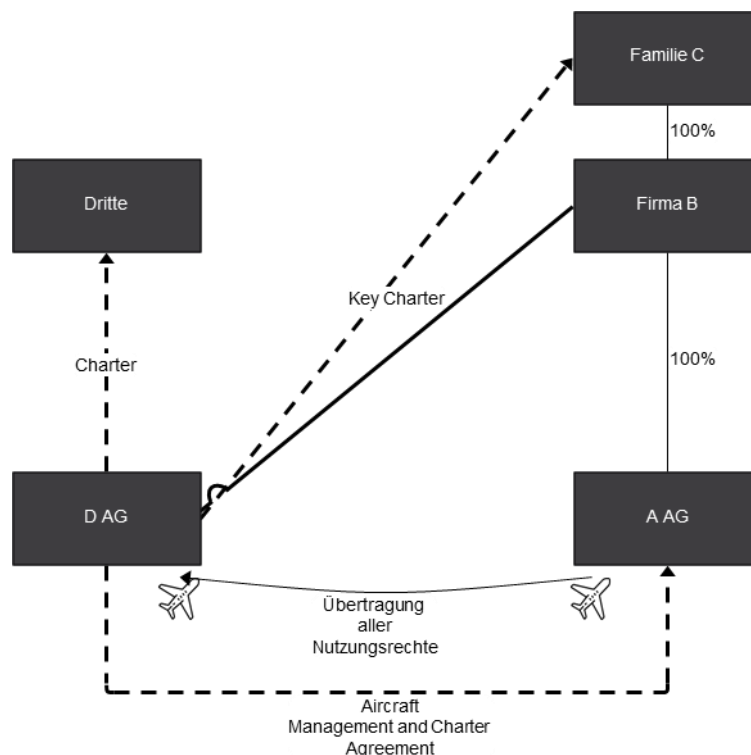 Familie C
100%
Dritte
Firma B
Key Charter
Charter
100%
D AG
A AG
Übertragung
aller
Nutzungsrechte
Aircraft
Management and Charter
Agreement